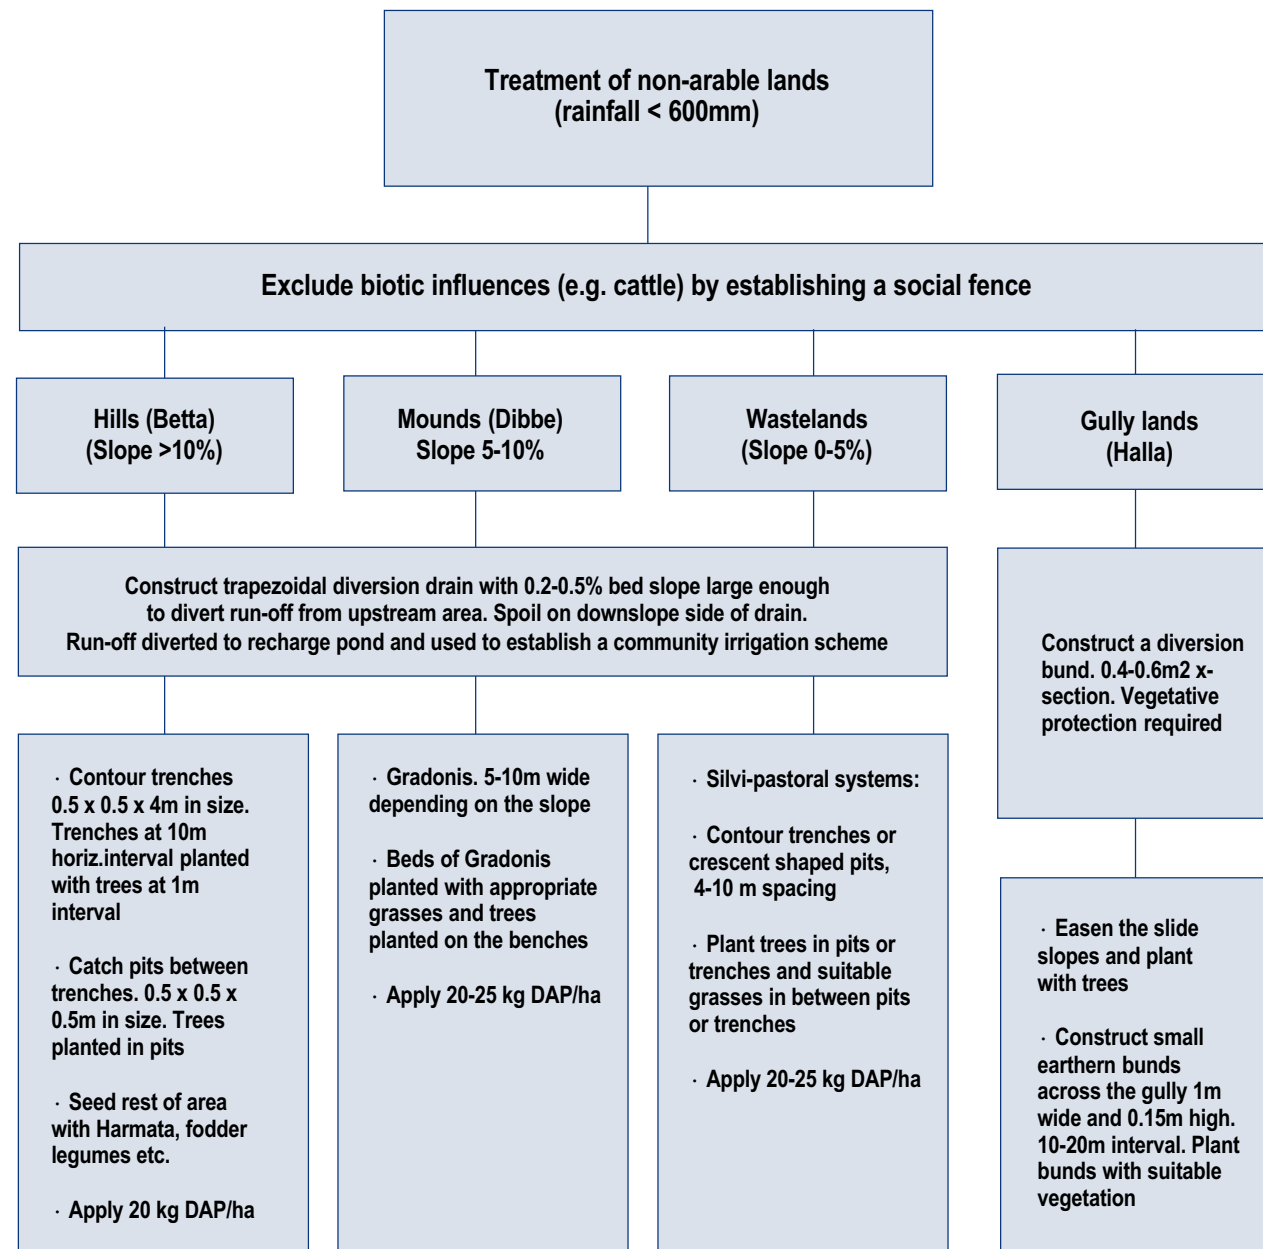 Treatment of non-arable lands
(rainfall < 600mm)
Exclude biotic influences (e.g. cattle) by establishing a social fence
Hills (Betta)
(Slope >10%)
Mounds (Dibbe)
Slope 5-10%
Wastelands
(Slope 0-5%)
Gully lands
(Halla)
Construct trapezoidal diversion drain with 0.2-0.5% bed slope large enough
to divert run-off from upstream area. Spoil on downslope side of drain.
Run-off diverted to recharge pond and used to establish a community irrigation scheme
Construct a diversion
bund. 0.4-0.6m2 x-
section. Vegetative
protection required
· Contour trenches
0.5 x 0.5 x 4m in size.
Trenches at 10m
horiz.interval planted
with trees at 1m
interval
· Catch pits between
trenches. 0.5 x 0.5 x
0.5m in size. Trees
planted in pits
· Seed rest of area
with Harmata, fodder
legumes etc.
· Apply 20 kg DAP/ha
· Gradonis. 5-10m wide
depending on the slope
· Beds of Gradonis
planted with appropriate
grasses and trees
planted on the benches
· Apply 20-25 kg DAP/ha
· Silvi-pastoral systems:
· Contour trenches or
crescent shaped pits,
4-10 m spacing
· Plant trees in pits or
trenches and suitable
grasses in between pits
or trenches
· Apply 20-25 kg DAP/ha
· Easen the slide
slopes and plant
with trees
· Construct small
earthern bunds
across the gully 1m
wide and 0.15m high.
10-20m interval. Plant
bunds with suitable
vegetation